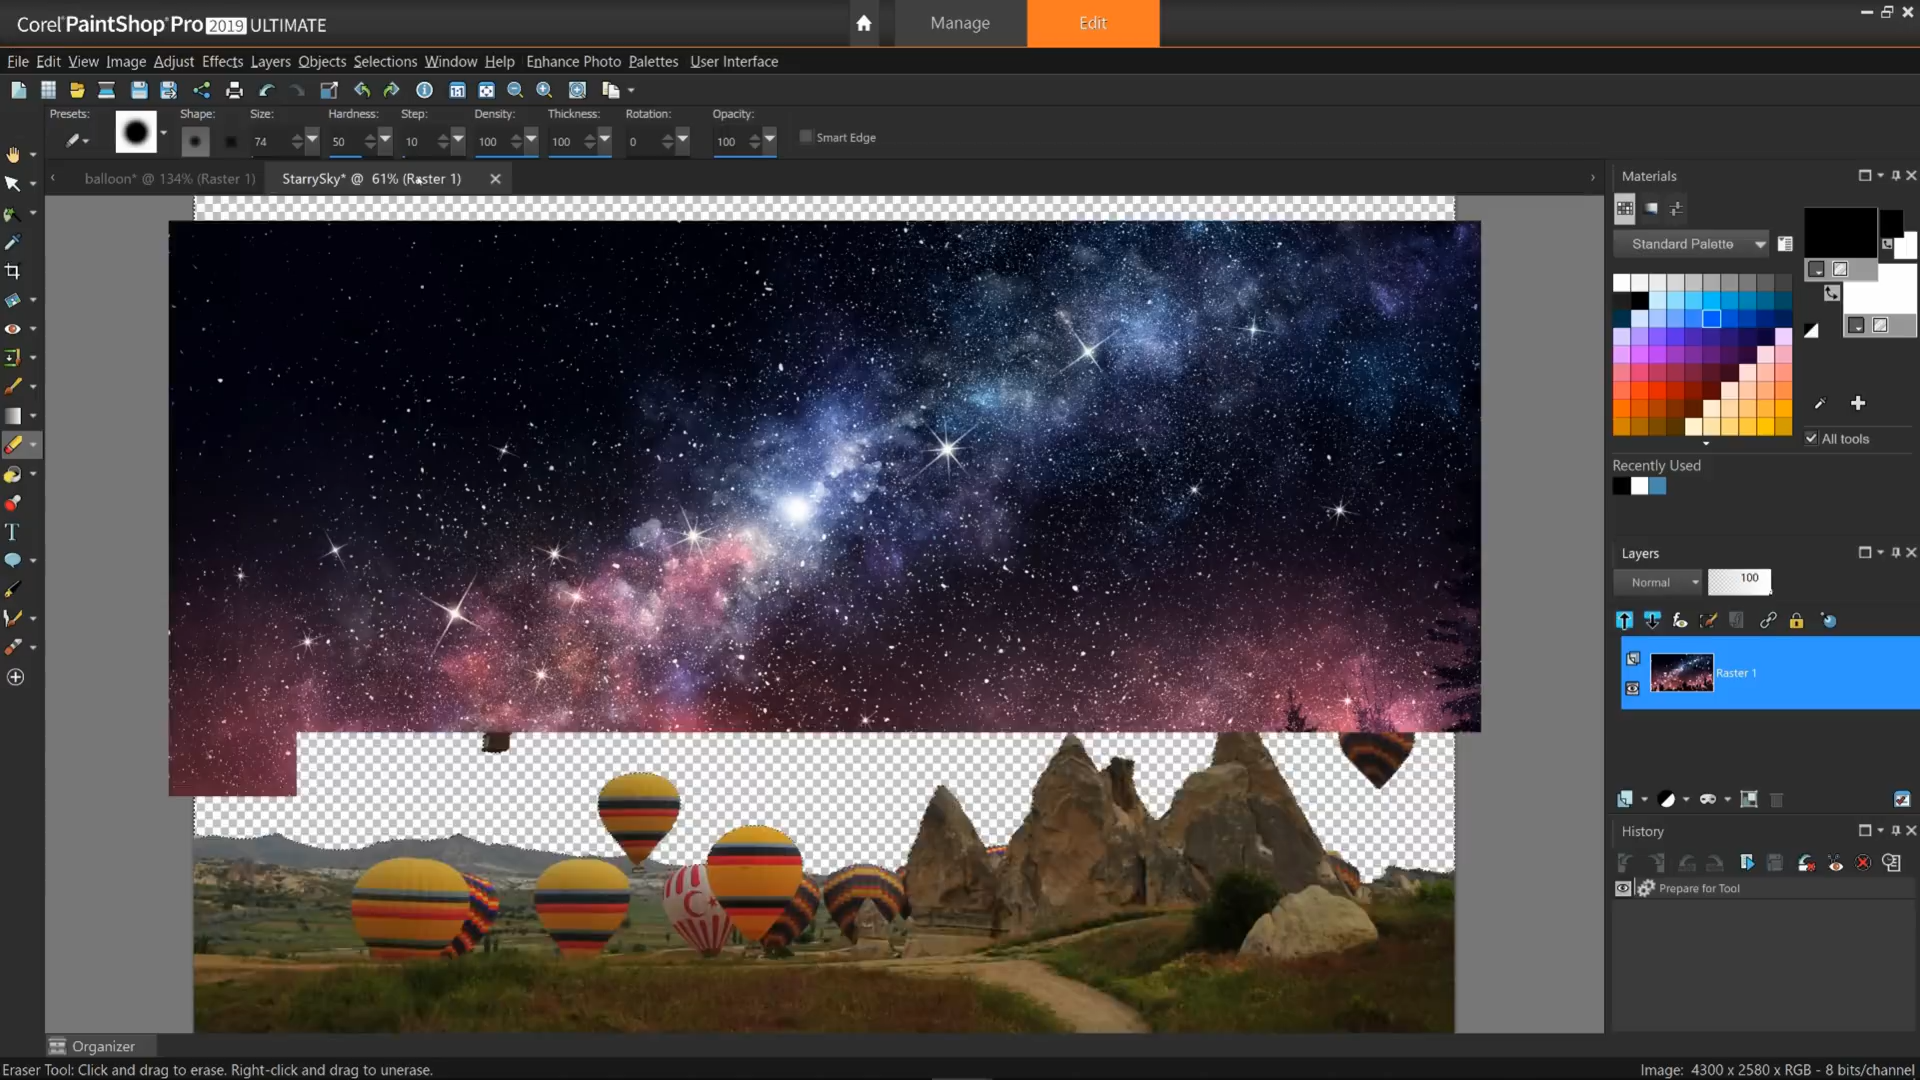 Corel PaintShop Pro 2019 ULTIMATE
Manage
Edit
File Edit View Image Adjust Effects Layers Objects Selections Window Help Enhance Photo Palettes User Interface
Presets: Shape: Size: Hardness: Step: Density: Thickness: Rotation: Opacity:
74 50 10 100 100 0 100 Smart Edge
balloon* @ 134% (Raster 1)
StarrySky* @ 61% (Raster 1)
Materials
Standard Palette
All tools
Recently Used
Layers
Normal 100
Raster 1
History
Prepare for Tool
Organizer
Eraser Tool: Click and drag to erase. Right-click and drag to unerase.
Image: 4300 x 2580 x RGB - 8 bits/channel